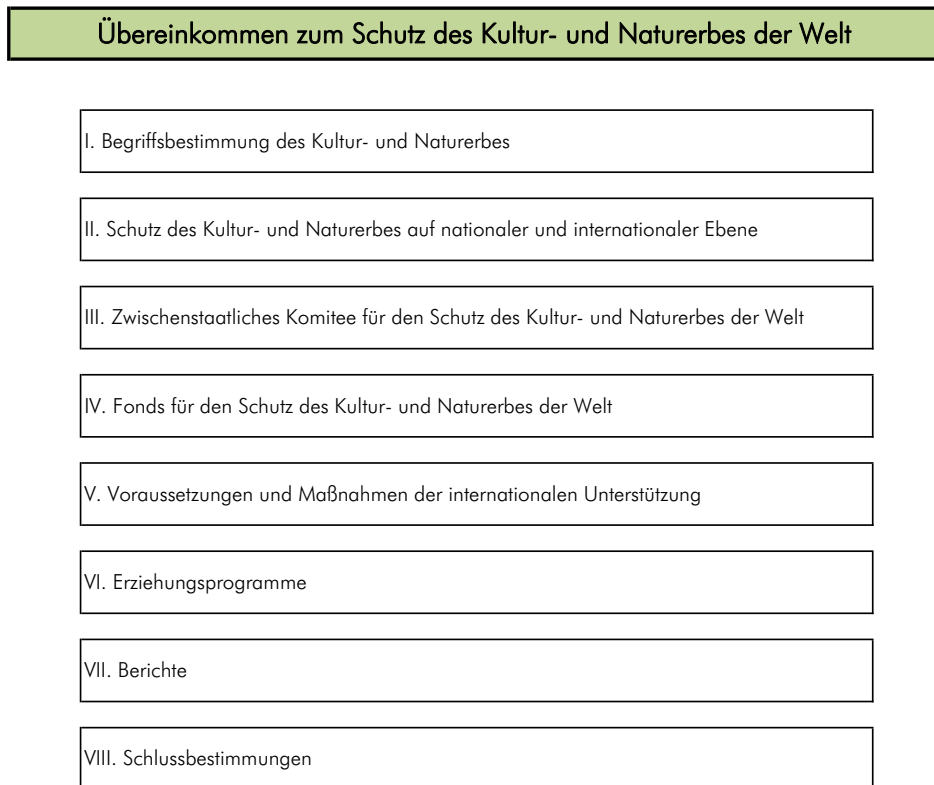 Übereinkommen zum Schutz des Kultur- und Naturerbes der Welt
I. Begriffsbestimmung des Kultur- und Naturerbes
II. Schutz des Kultur- und Naturerbes auf nationaler und internationaler Ebene
III. Zwischenstaatliches Komitee für den Schutz des Kultur- und Naturerbes der Welt
IV. Fonds für den Schutz des Kultur- und Naturerbes der Welt
V. Voraussetzungen und Maßnahmen der internationalen Unterstützung
VI. Erziehungsprogramme
VII. Berichte
VIII. Schlussbestimmungen